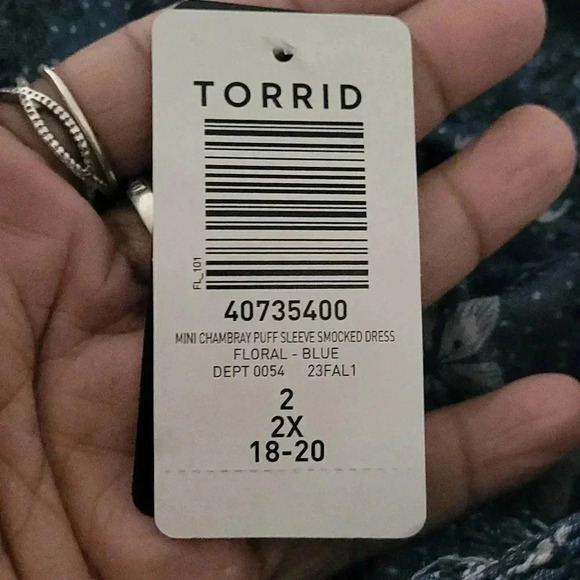 TORRID
FL_101
40735400
MINI CHAMBRAY PUFF SLEEVE SMOCKED DRESS
FLORAL - BLUE
DEPT 0054 23FAL1
2
2X
18-20